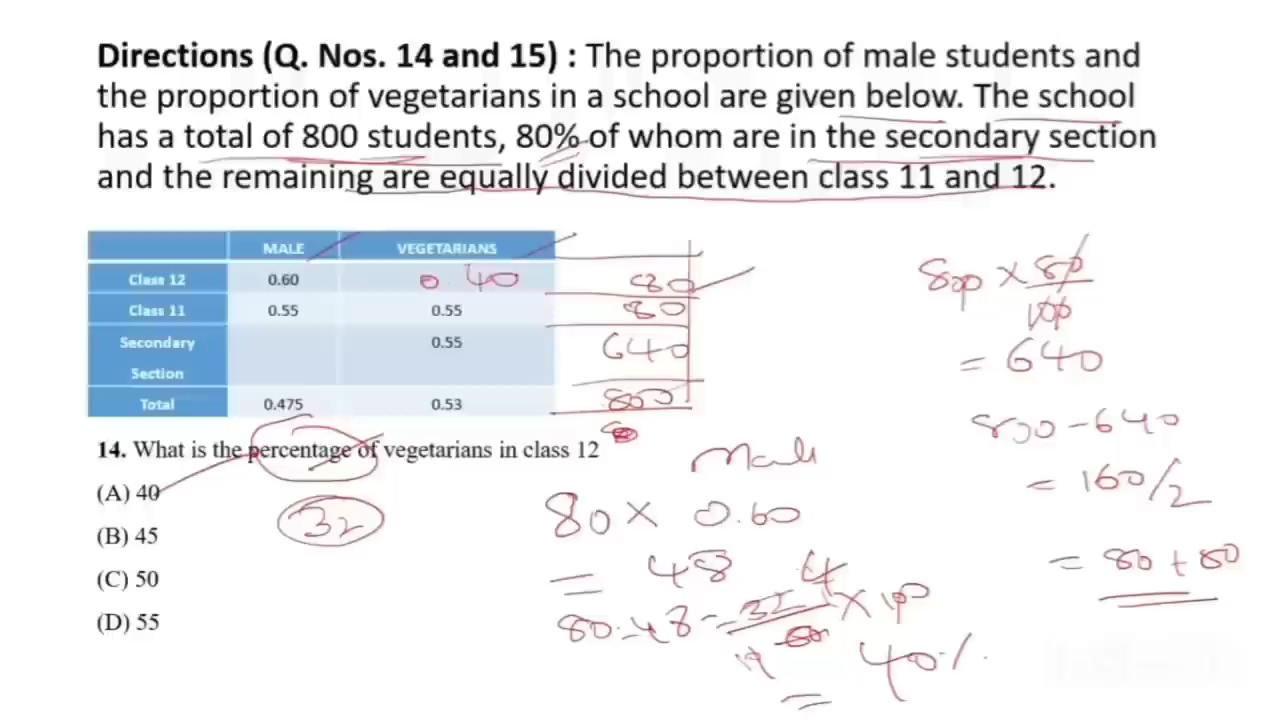 Directions (Q. Nos. 14 and 15) : The proportion of male students and
the proportion of vegetarians in a school are given below. The school
has a total of 800 students, 80% of whom are in the secondary section
and the remaining are equally divided between class 11 and 12.
MALE VEGETARIANS
Class 12 0.60 0.40 80
Class 11 0.55 0.55 80
Secondary Section 0.55 640
Total 0.475 0.53 800
800 × 80/100
= 640
800 - 640
= 160/2
= 80 + 80
14. What is the percentage of vegetarians in class 12
(A) 40
(B) 45
(C) 50
(D) 55
32
Male
80 × 0.60
= 48
80-48 = 32/80 × 100
= 40%